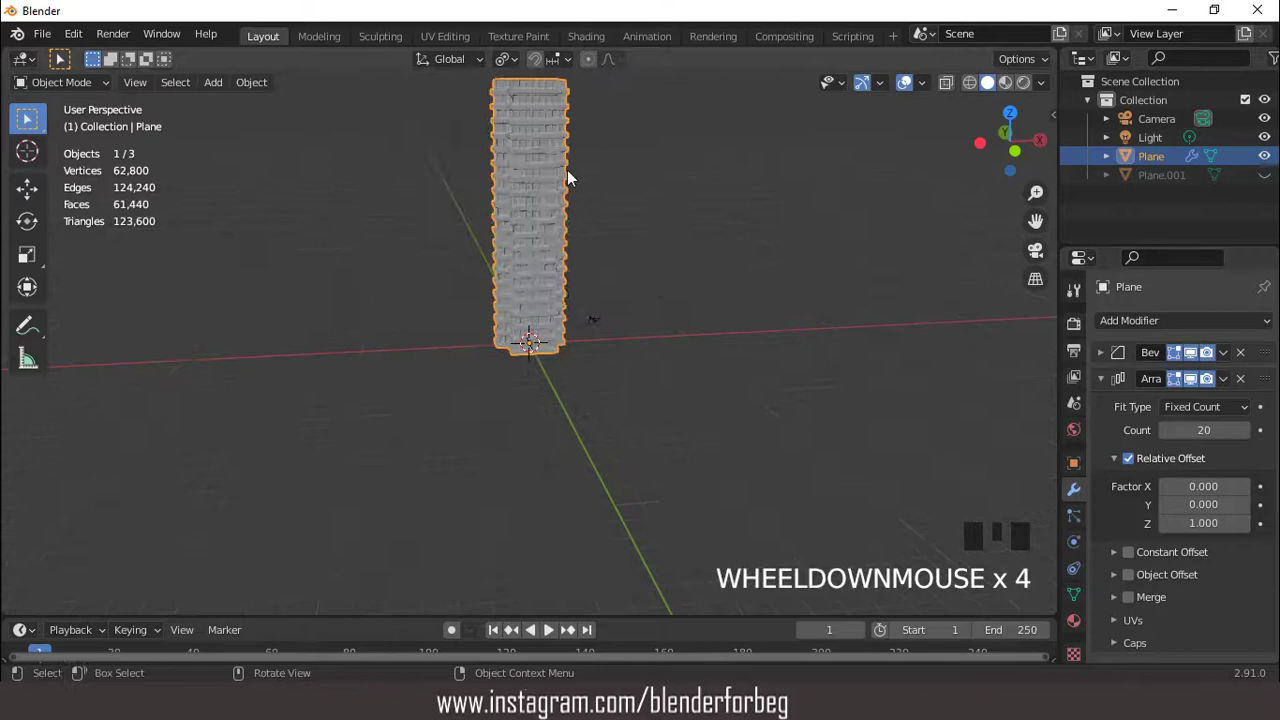 Blender
File Edit Render Window Help Layout Modeling Sculpting UV Editing Texture Paint Shading Animation Rendering Compositing Scripting Scene View Layer
Global Options
Object Mode View Select Add Object
User Perspective
(1) Collection | Plane
Objects 1 / 3
Vertices 62,800
Edges 124,240
Faces 61,440
Triangles 123,600
Z
Y
X
WHEELDOWNMOUSE x 4
Scene Collection
Collection
Camera
Light
Plane
Plane.001
Plane
Add Modifier
Bev
Arra
Fit Type Fixed Count
Count 20
Relative Offset
Factor X 0.000
Y 0.000
Z 1.000
Constant Offset
Object Offset
Merge
UVs
Caps
Playback Keying View Marker 1 Start 1 End 250
1
Select Box Select Rotate View Object Context Menu 2.91.0
www.instagram.com/blenderforbeg